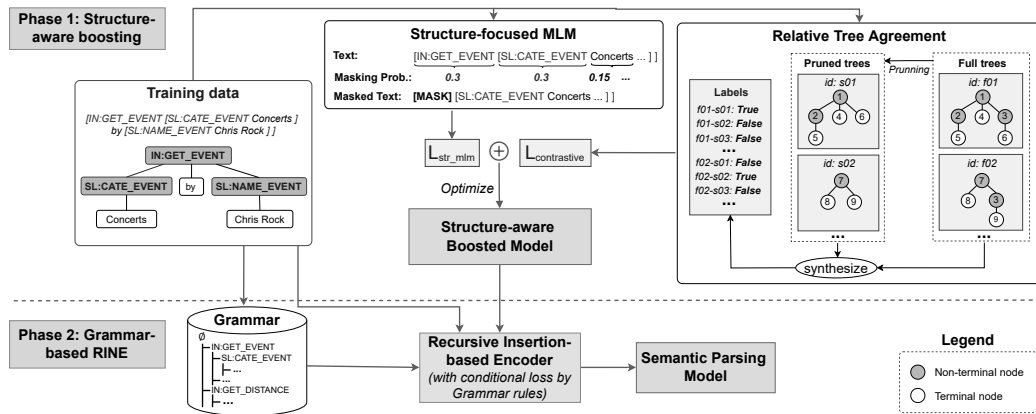 Phase 1: Structure-
aware boosting
Training data
[IN:GET_EVENT [SL:CATE_EVENT Concerts ]
by [SL:NAME_EVENT Chris Rock ] ]
IN:GET_EVENT
SL:CATE_EVENT
by
SL:NAME_EVENT
Concerts
Chris Rock
Structure-focused MLM
Text: [IN:GET_EVENT [SL:CATE_EVENT Concerts ... ] ]
Masking Prob.: 0.3 0.3 0.15 ...
Masked Text: [MASK] [SL:CATE_EVENT Concerts ... ] ]
L str_mlm
+
L contrastive
Optimize
Structure-aware
Boosted Model
Relative Tree Agreement
Labels
f01-s01: True
f01-s02: False
f01-s03: False
...
f02-s01: False
f02-s02: True
f02-s03: False
...
Pruned trees
id: s01
1
2 4 6
5
id: s02
7
8 9
...
Pruning
Full trees
id: f01
1
2 4 3
5 6
id: f02
7
8 3
9
...
synthesize
Phase 2: Grammar-
based RINE
Grammar
∅
IN:GET_EVENT
SL:CATE_EVENT
...
...
IN:GET_DISTANCE
...
Recursive Insertion-
based Encoder
(with conditional loss by
Grammar rules)
Semantic Parsing
Model
Legend
Non-terminal node
Terminal node